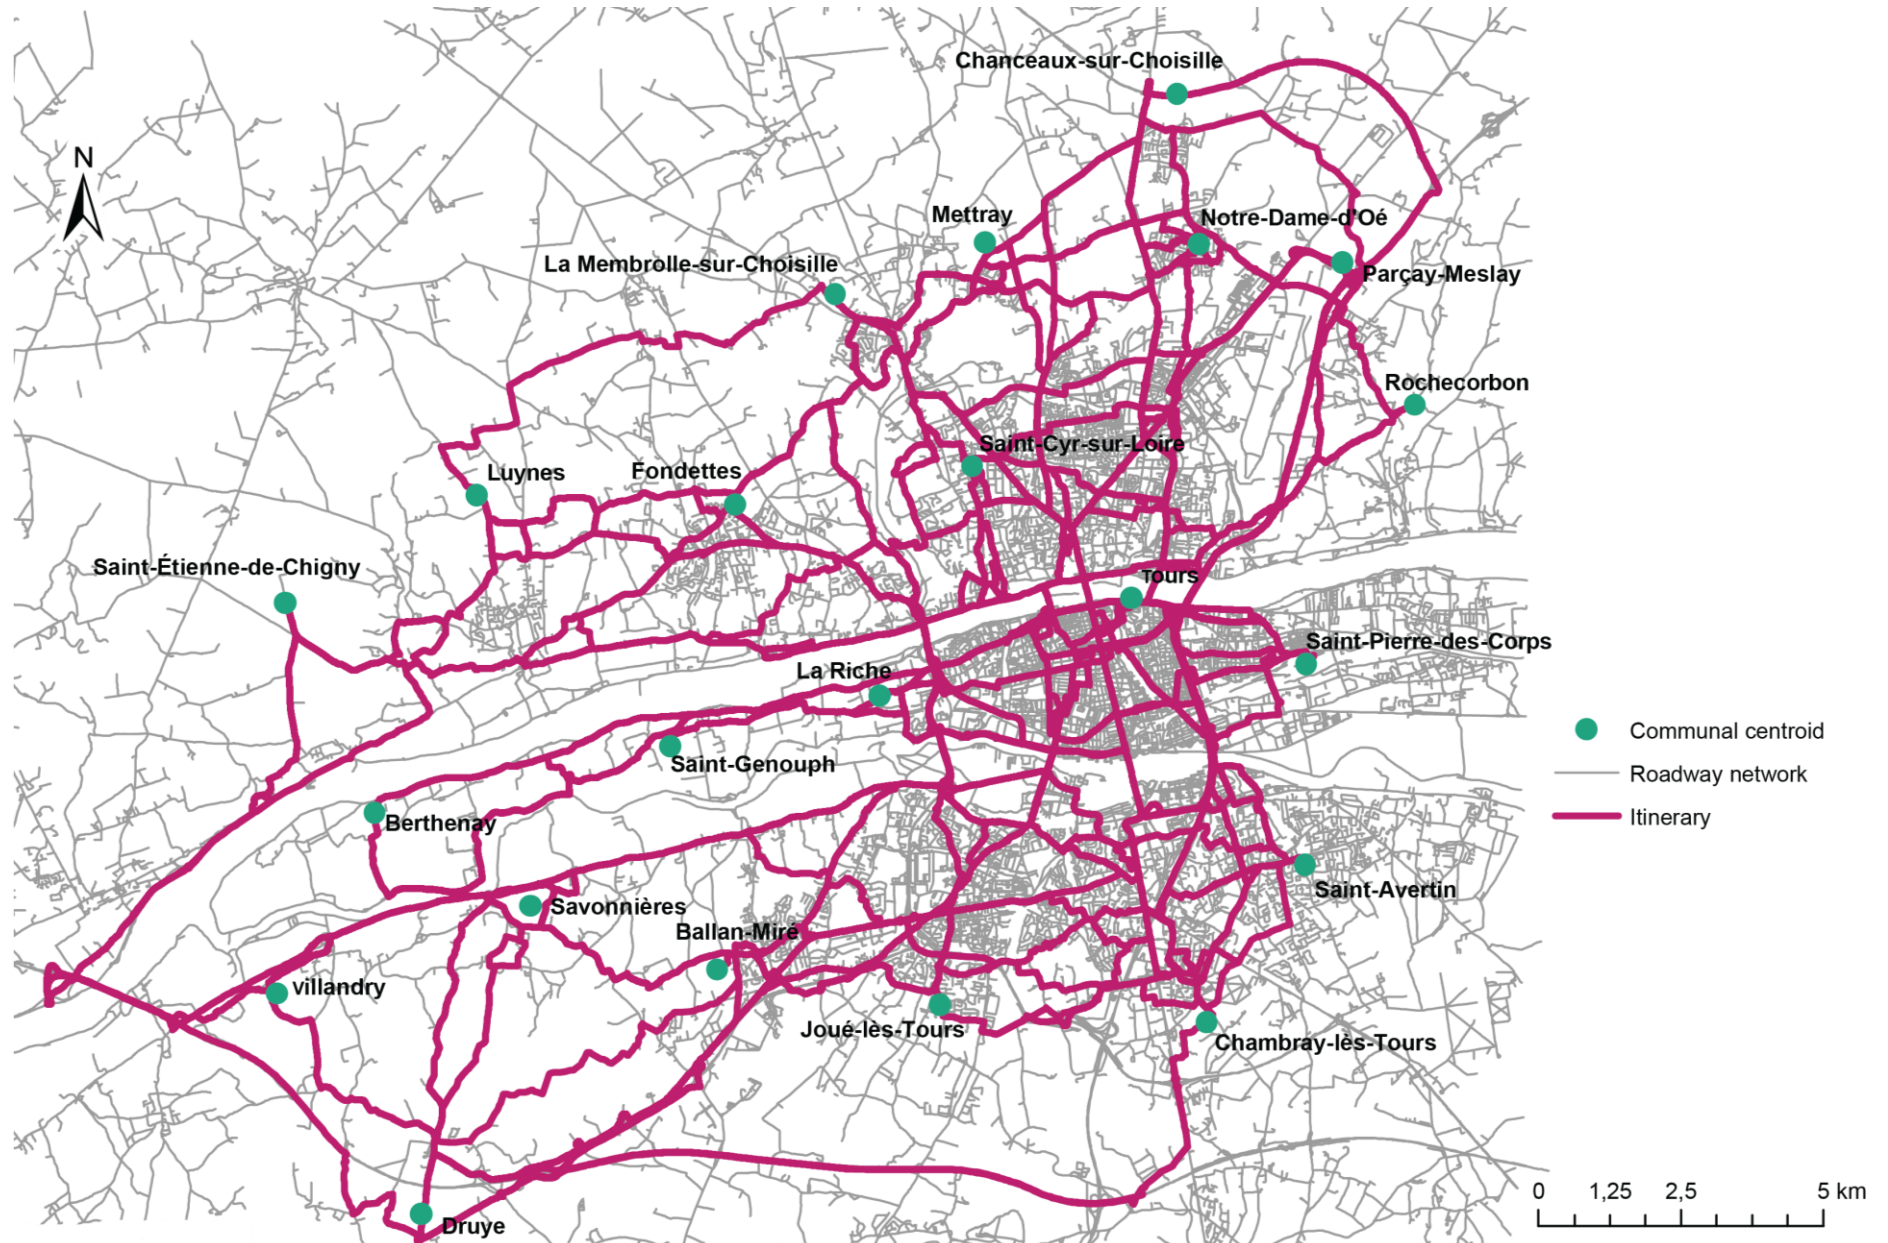 Chanceaux-sur-Choisille
N
Mettray
Notre-Dame-d'Oé
La Membrolle-sur-Choisille
Parçay-Meslay
Rochecorbon
Saint-Cyr-sur-Loire
Luynes
Fondettes
Saint-Étienne-de-Chigny
Tours
Saint-Pierre-des-Corps
La Riche
Communal centroid
Saint-Genouph
Roadway network
Berthenay
Itinerary
Saint-Avertin
Savonnières
Ballan-Miré
villandry
Joué-lès-Tours
Chambray-lès-Tours
0 1,25 2,5 5 km
Druye